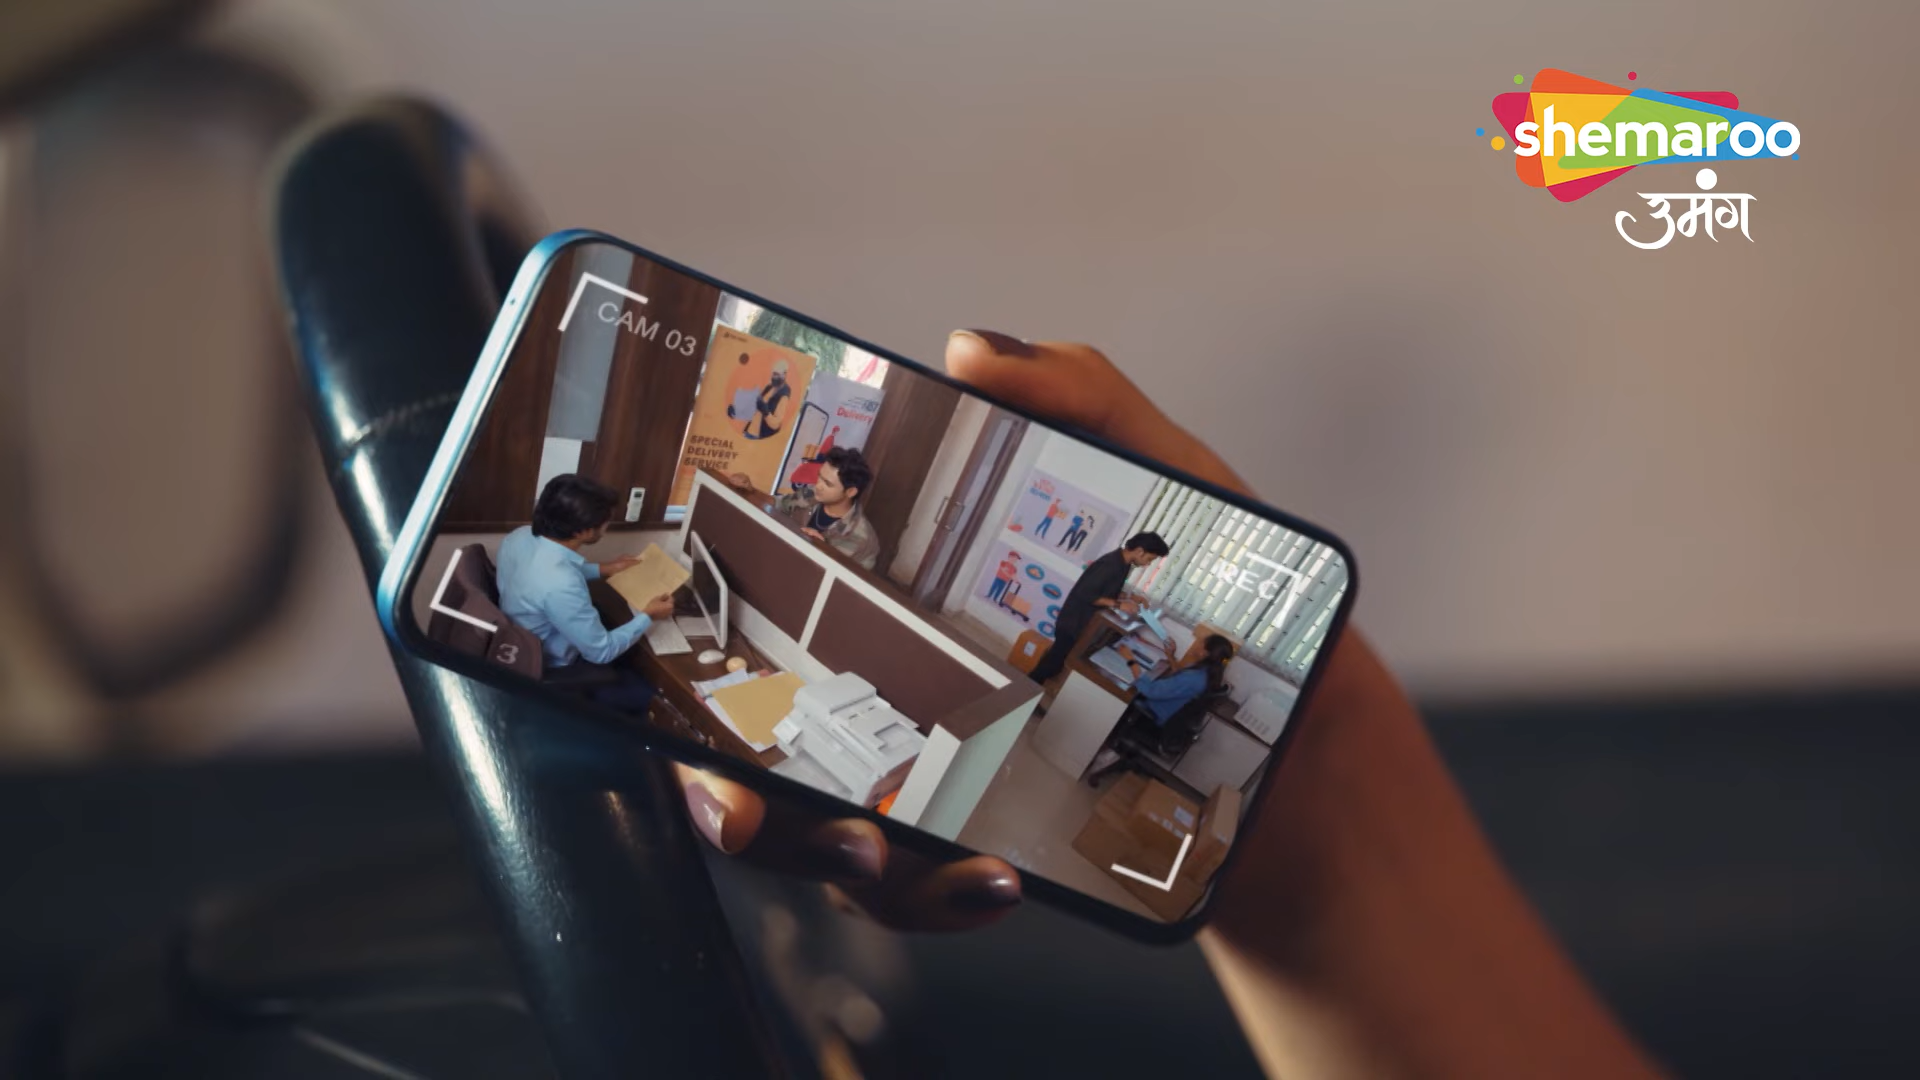 shemaroo
उमंग
CAM 03
SPECIAL
DELIVERY
SERVICE
Delivery
REC
3